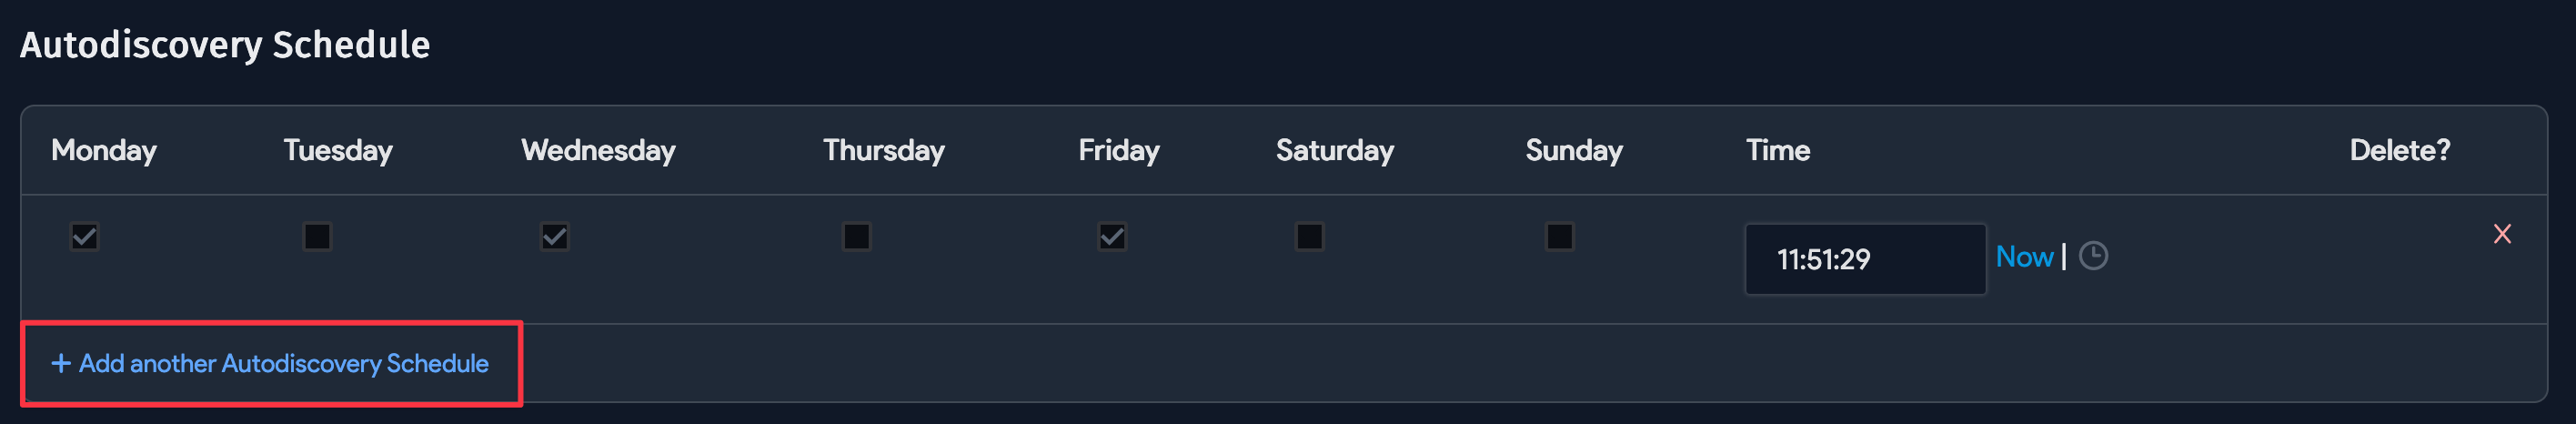 Autodiscovery Schedule
Monday Tuesday Wednesday Thursday Friday Saturday Sunday Time Delete?
11:51:29 Now |
+ Add another Autodiscovery Schedule